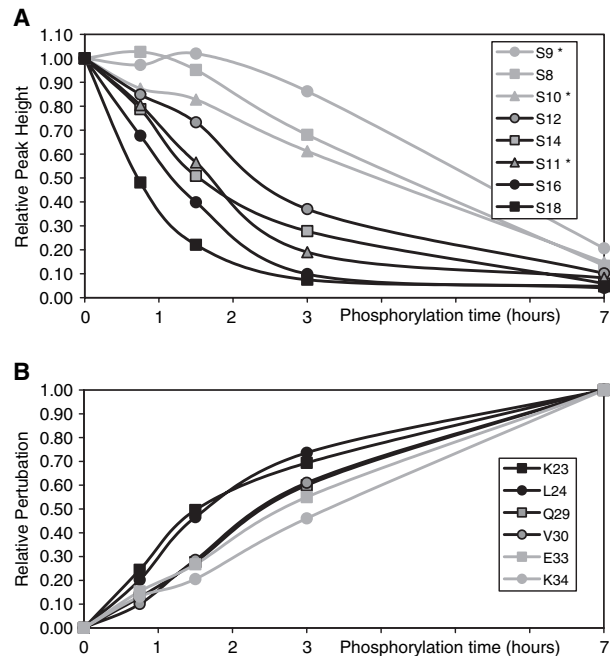 A
Relative Peak Height
1.10
1.00
0.90
0.80
0.70
0.60
0.50
0.40
0.30
0.20
0.10
0.00
S9 *
S8
S10 *
S12
S14
S11 *
S16
S18
0 1 2 3 Phosphorylation time (hours) 7
B
Relative Pertubation
1.00
0.90
0.80
0.70
0.60
0.50
0.40
0.30
0.20
0.10
0.00
K23
L24
Q29
V30
E33
K34
0 1 2 3 Phosphorylation time (hours) 7